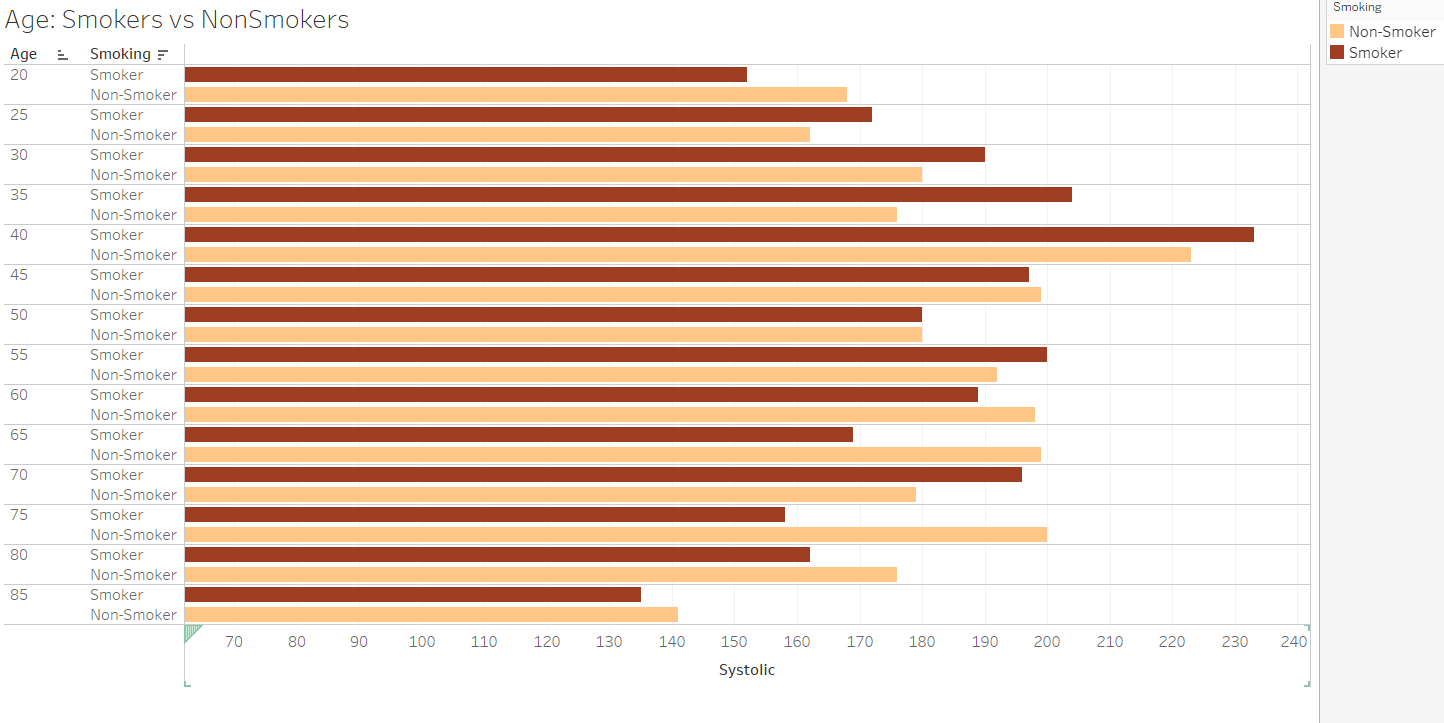 Age: Smokers vs NonSmokers
Age Smoking
20 Smoker
Non-Smoker
25 Smoker
Non-Smoker
30 Smoker
Non-Smoker
35 Smoker
Non-Smoker
40 Smoker
Non-Smoker
45 Smoker
Non-Smoker
50 Smoker
Non-Smoker
55 Smoker
Non-Smoker
60 Smoker
Non-Smoker
65 Smoker
Non-Smoker
70 Smoker
Non-Smoker
75 Smoker
Non-Smoker
80 Smoker
Non-Smoker
85 Smoker
Non-Smoker
70 80 90 100 110 120 130 140 150 160 170 180 190 200 210 220 230 240
Systolic
Smoking
Non-Smoker
Smoker